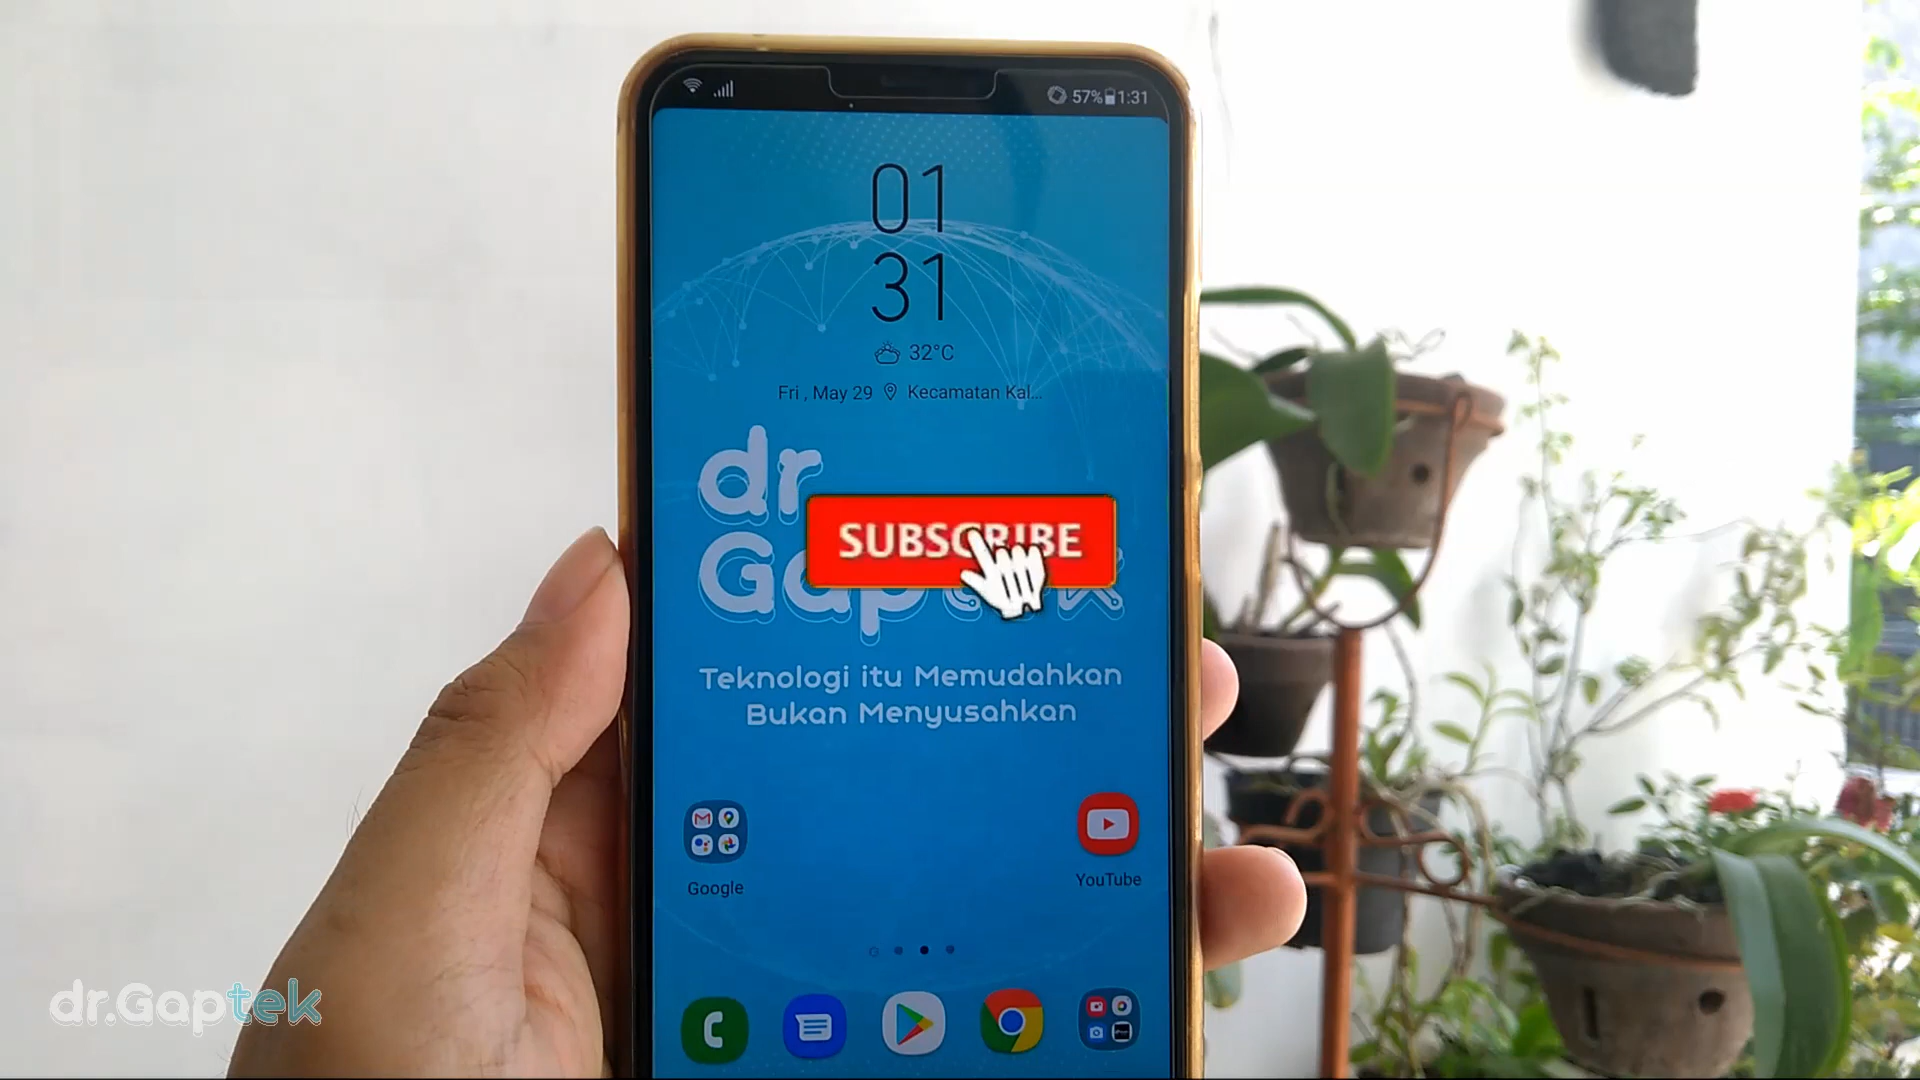 57% 1:31
01
31
32°C
Fri , May 29 Kecamatan Kal...
dr
SUBSCRIBE
Teknologi itu Memudahkan
Bukan Menyusahkan
Google
YouTube
dr.Gaptek